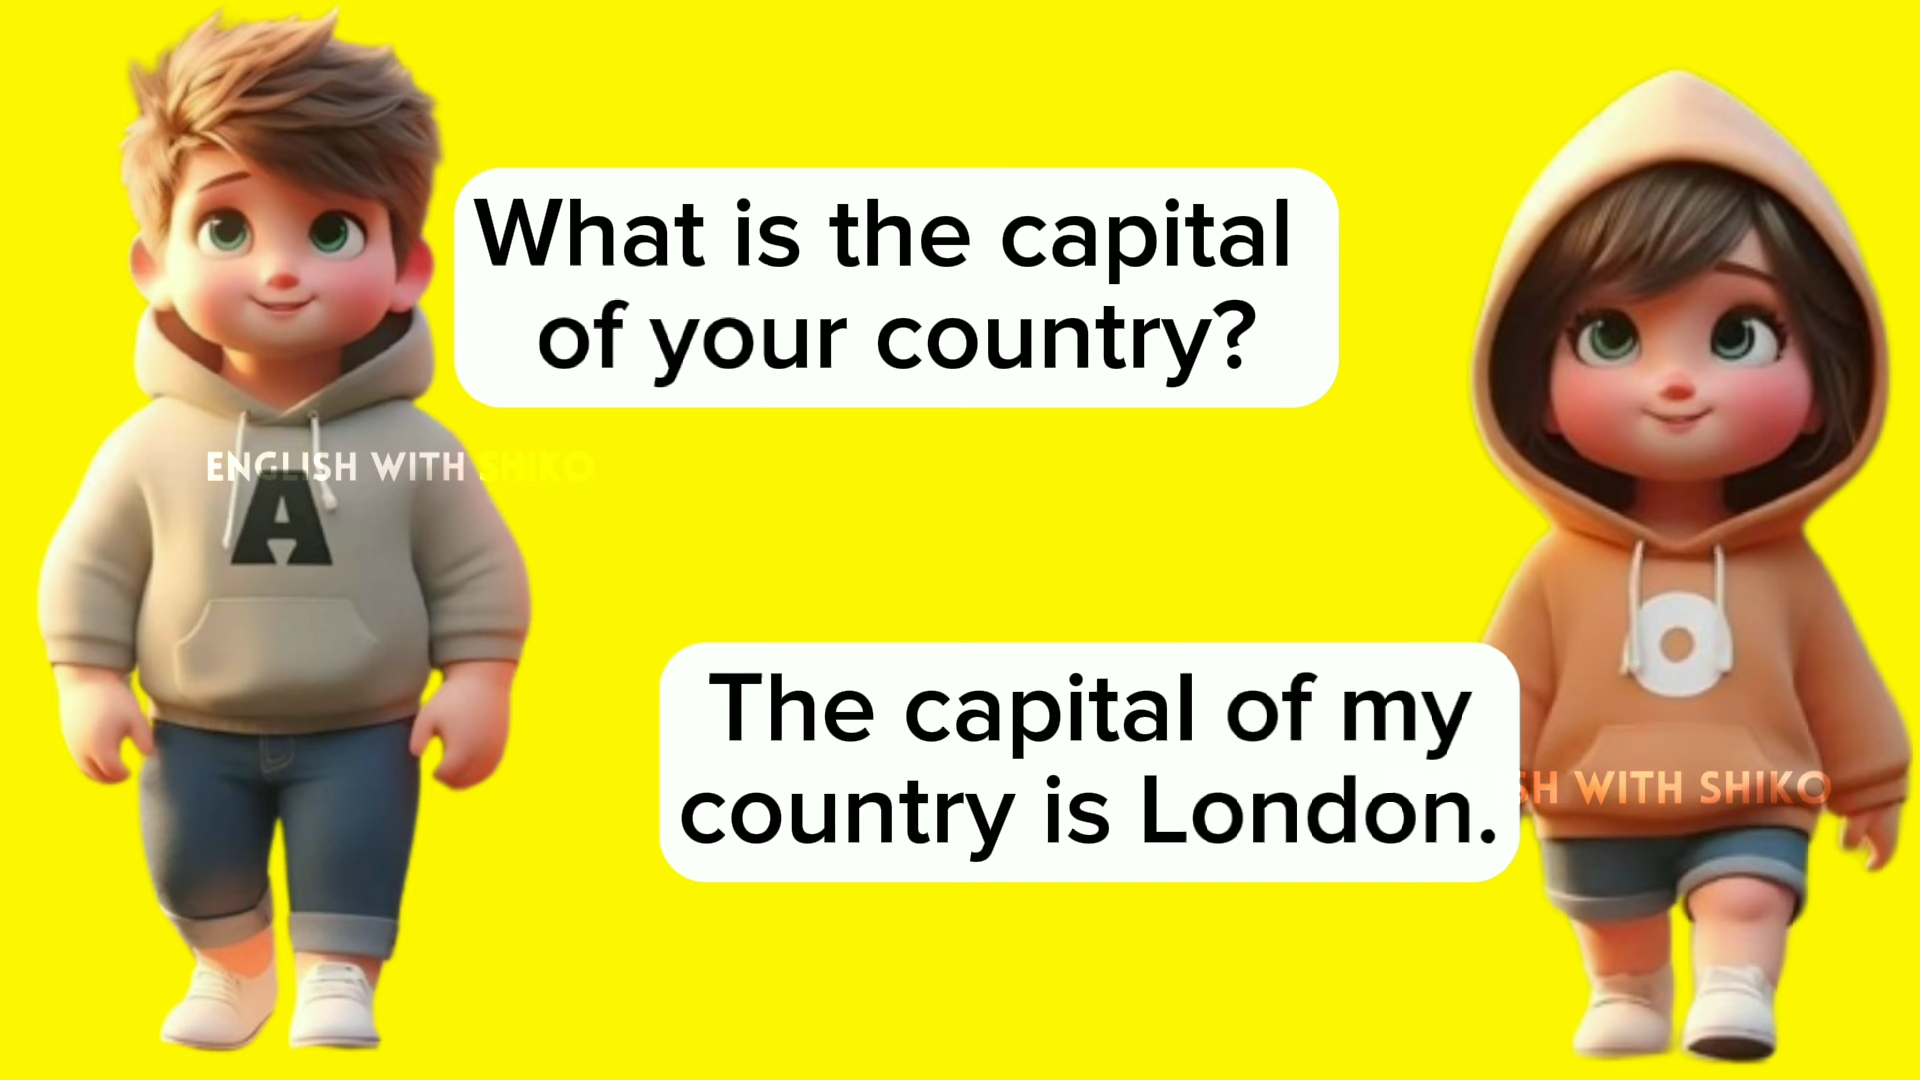 What is the capital
of your country?
ENGLISH WITH SHIKO
A
The capital of my
country is London.
WITH SHIKO